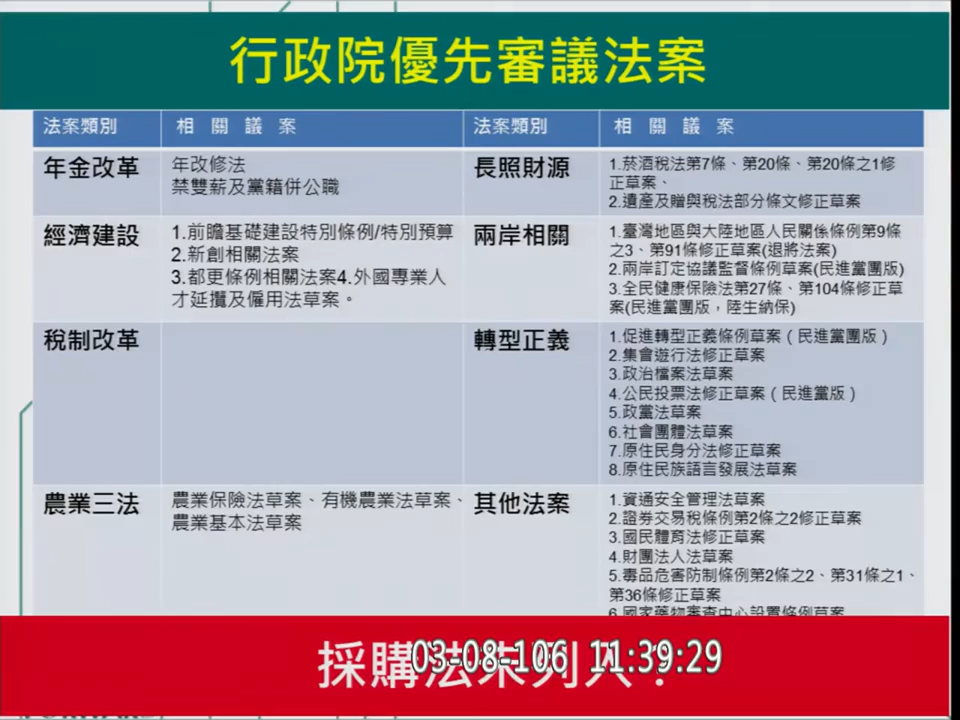 行政院優先審議法案
法案類別 相關議案 法案類別 相關議案
年金改革
年改修法
禁雙薪及黨籍併公職
長照財源
1.菸酒稅法第7條、第20條、第20條之1修
正草案、
2.遺產及贈與稅法部分條文修正草案
經濟建設
1.前瞻基礎建設特別條例/特別預算
2.新創相關法案
3.都更條例相關法案4.外國專業人
才延攬及僱用法草案。
兩岸相關
1.臺灣地區與大陸地區人民關係條例第9條
之3、第91條修正草案(退將法案)
2.兩岸訂定協議監督條例草案(民進黨團版)
3.全民健康保險法第27條、第104條修正草
案(民進黨團版，陸生納保)
稅制改革
轉型正義
1.促進轉型正義條例草案（民進黨團版）
2.集會遊行法修正草案
3.政治檔案法草案
4.公民投票法修正草案（民進黨版）
5.政黨法草案
6.社會團體法草案
7.原住民身分法修正草案
8.原住民族語言發展法草案
農業三法
農業保險法草案、有機農業法草案、
農業基本法草案
其他法案
1.資通安全管理法草案
2.證券交易稅條例第2條之2修正草案
3.國民體育法修正草案
4.財團法人法草案
5.毒品危害防制條例第2條之2、第31條之1、
第36條修正草案
6.國家藥物審查中心設置條例草案
採購法未列入！
03-08-106 11:39:29